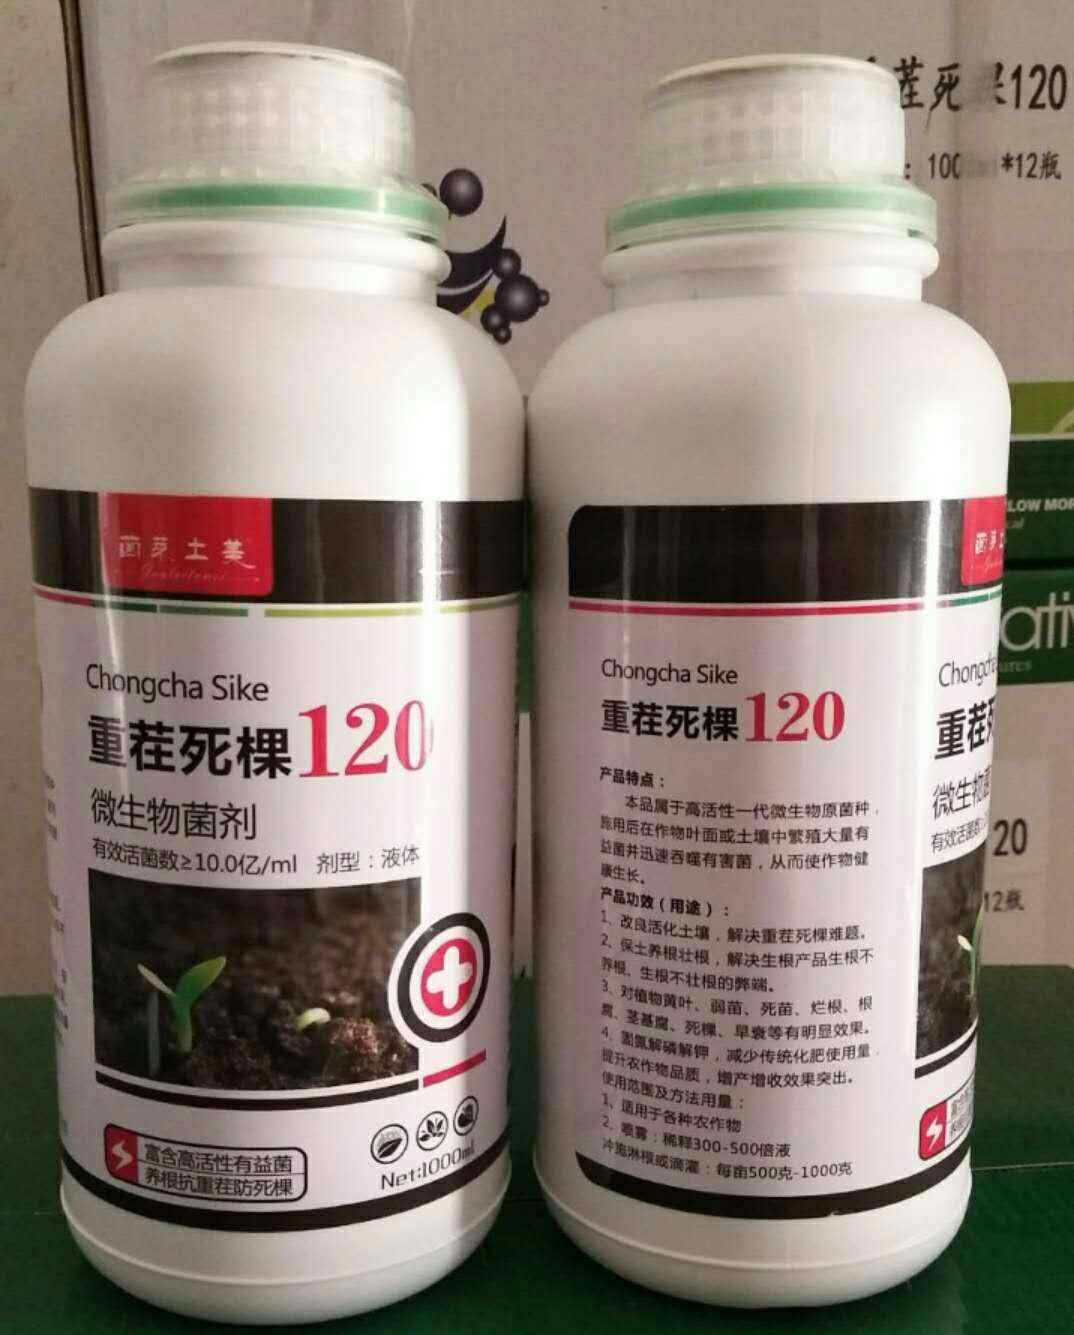 茬死
120
*12瓶
菌芽土美
Chongcha Sike
重茬死棵120
微生物菌剂
有效活菌数≥10.0亿/ml 剂型：液体
富含高活性有益菌
养根抗重茬防死棵
Net:1000ml
Chongcha Sike
重茬死棵120
产品特点：
本品属于高活性一代微生物原菌种，
施用后在作物叶面或土壤中繁殖大量有
益菌并迅速吞噬有害菌，从而使作物健
康生长。
产品功效（用途）：
1、改良活化土壤，解决重茬死棵难题。
2、保土养根壮根，解决生根产品生根不
养根、生根不壮根的弊端。
3、对植物黄叶、弱苗、死苗、烂根、根
腐、茎基腐、死棵、早衰等有明显效果。
4、固氮解磷解钾，减少传统化肥使用量，
提升农作物品质，增产增收效果突出。
使用范围及方法用量：
1、适用于各种农作物
2、喷雾：稀释300-500倍液
冲施淋根或滴灌：每亩500克-1000克
重茬
微生物
有效活菌数
LOW
20
12瓶